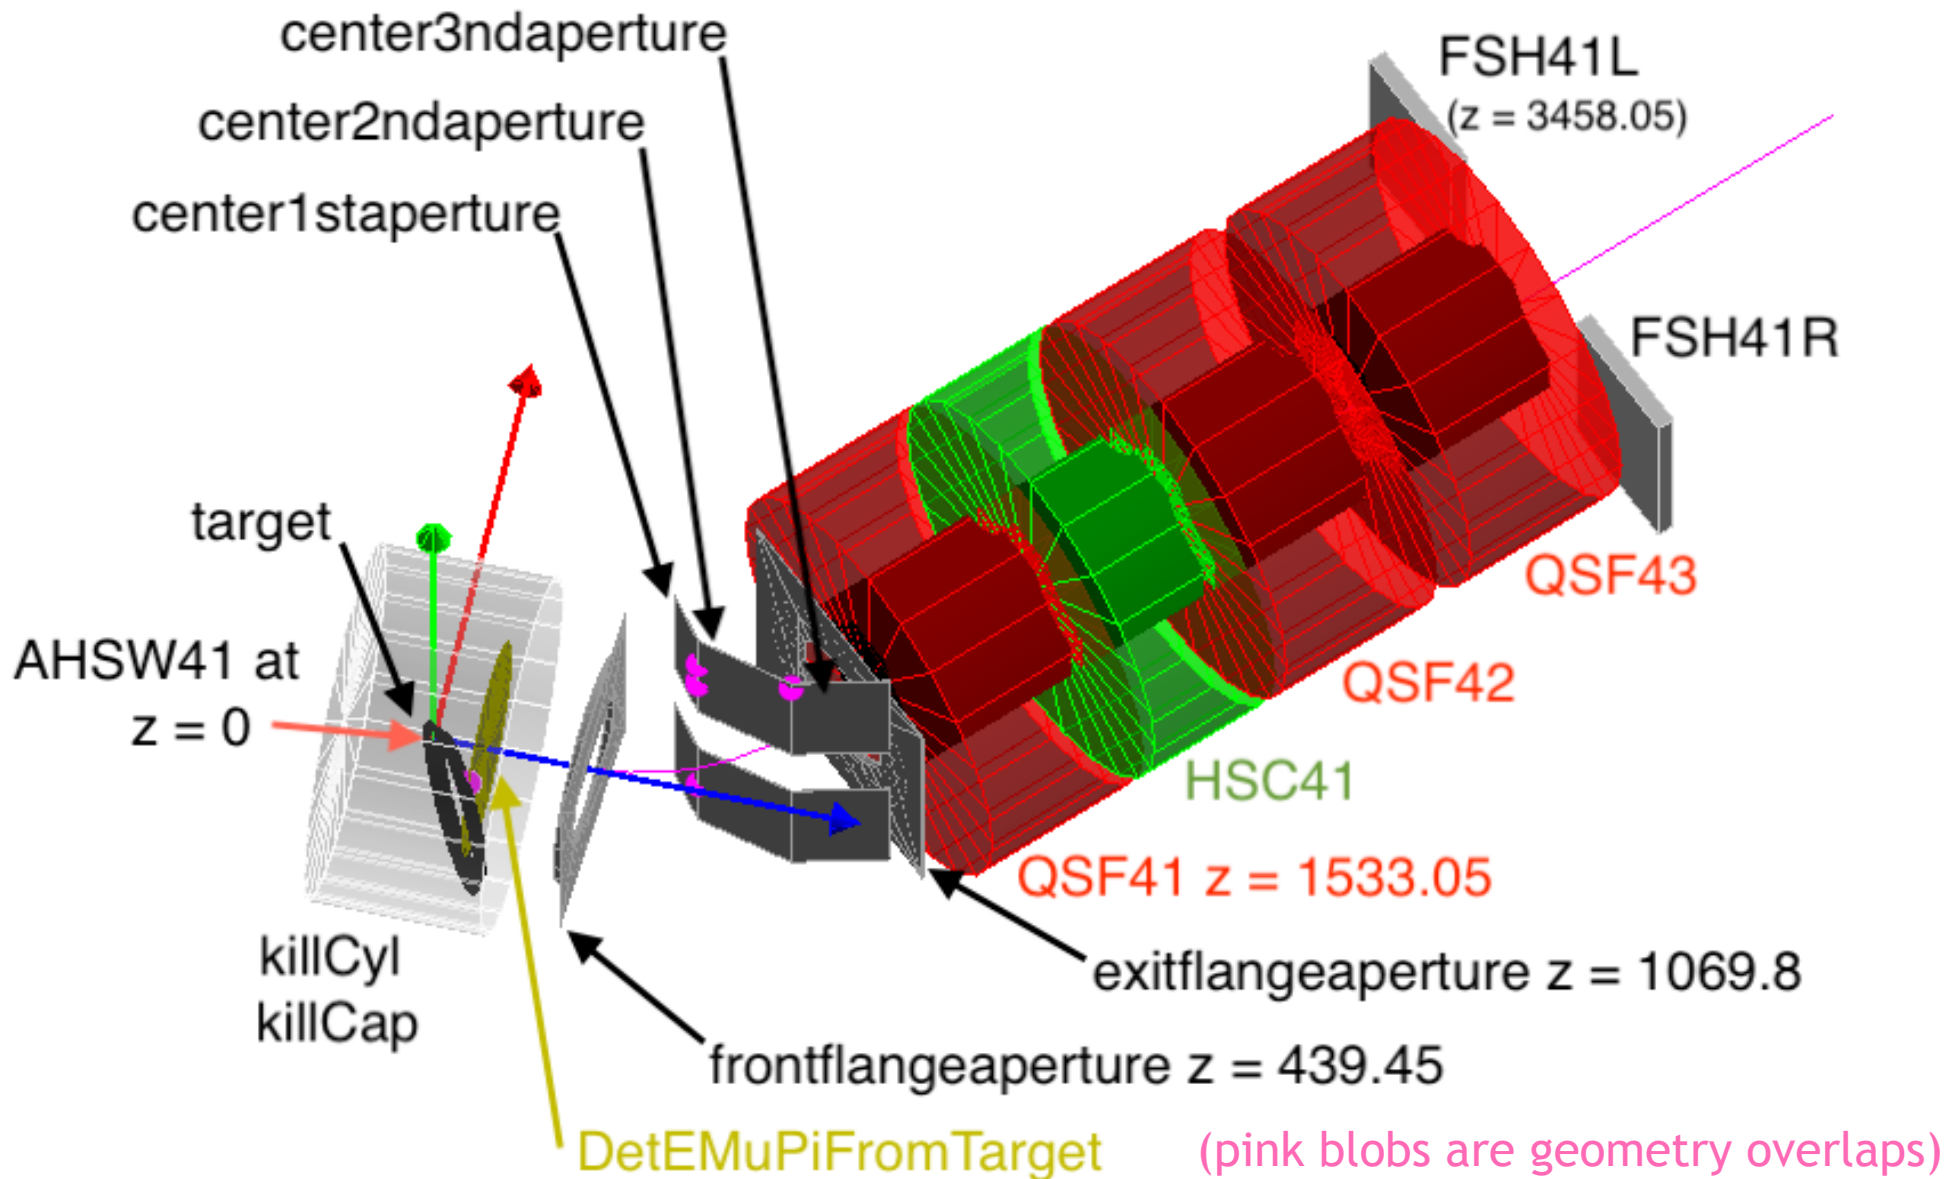 center3ndaperture
center2ndaperture
center1staperture
FSH41L
(z = 3458.05)
FSH41R
target
AHSW41 at
z = 0
QSF43
QSF42
HSC41
QSF41 z = 1533.05
killCyl
killCap
exitflangeaperture z = 1069.8
frontflangeaperture z = 439.45
DetEMuPiFromTarget
(pink blobs are geometry overlaps)